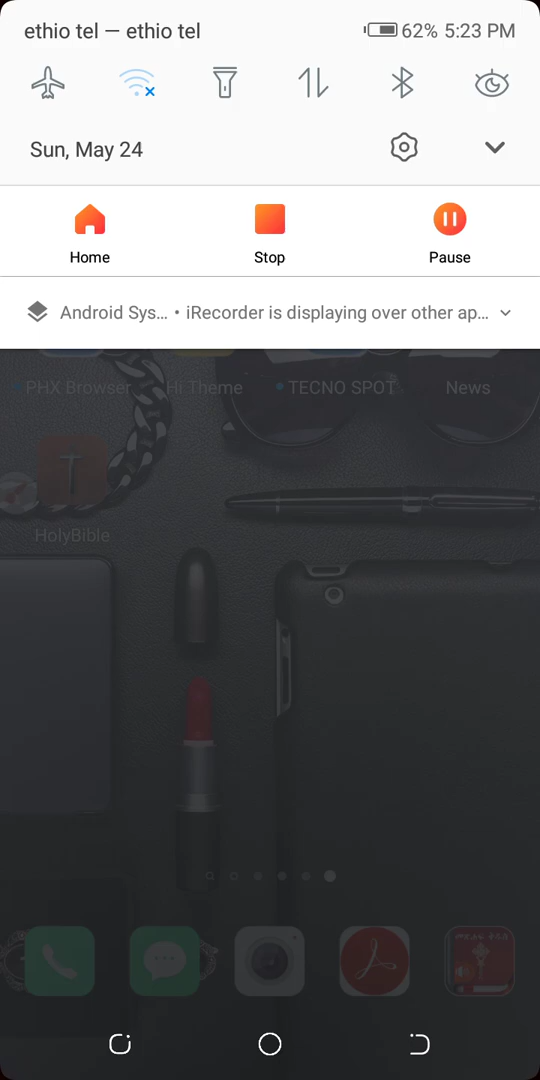 ethio tel — ethio tel 62% 5:23 PM
Sun, May 24
Home Stop Pause
Android Sys... • iRecorder is displaying over other ap...
PHX Browser Hi Theme TECNO SPOT News
HolyBible